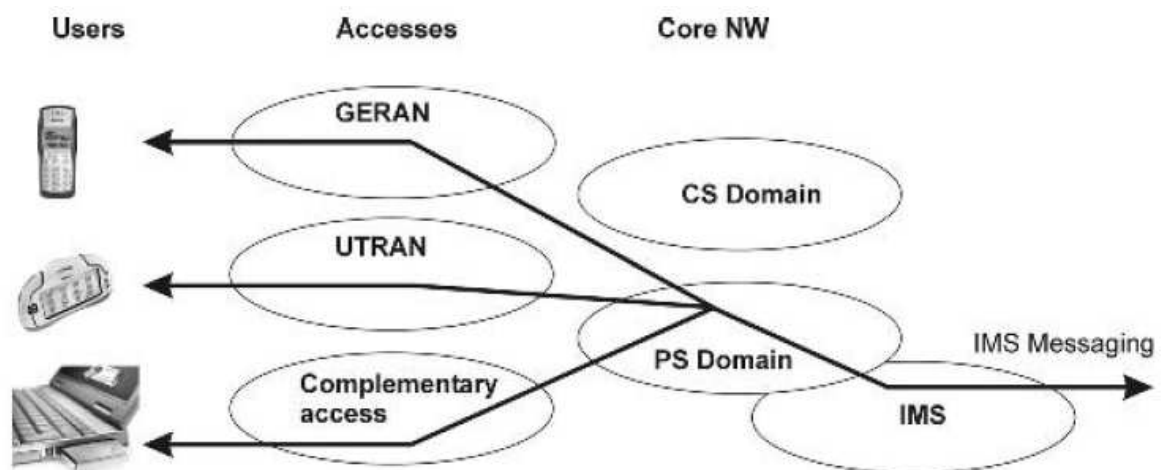 Users Accesses Core NW
GERAN
CS Domain
UTRAN
IMS Messaging
PS Domain
Complementary
access
IMS